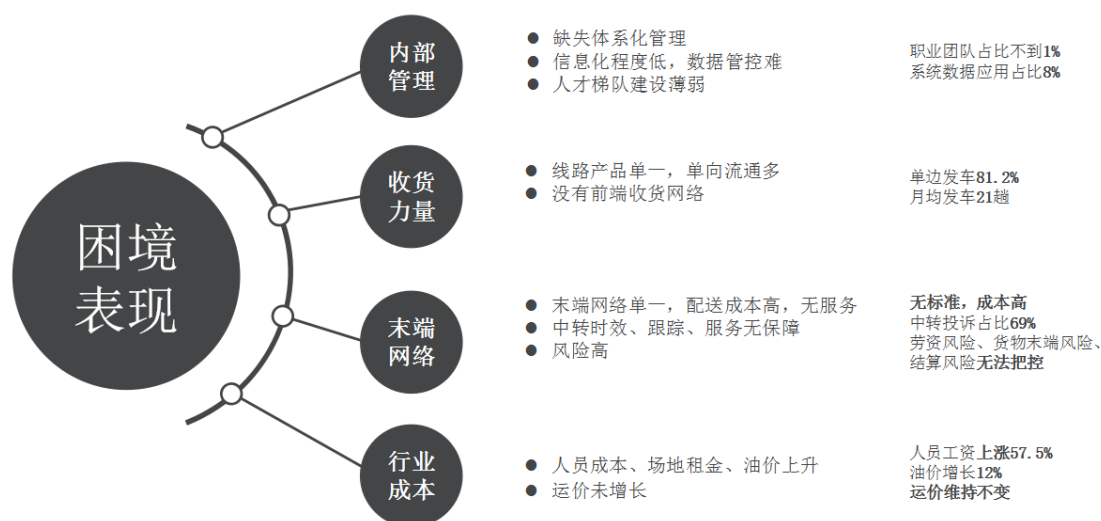 困境
表现
内部
管理
缺失体系化管理
信息化程度低，数据管控难
人才梯队建设薄弱
职业团队占比不到1%
系统数据应用占比8%
收货
力量
线路产品单一，单向流通多
没有前端收货网络
单边发车81.2%
月均发车21趟
末端
网络
末端网络单一，配送成本高，无服务
中转时效、跟踪、服务无保障
风险高
无标准，成本高
中转投诉占比69%
劳资风险、货物末端风险、
结算风险无法把控
行业
成本
人员成本、场地租金、油价上升
运价未增长
人员工资上涨57.5%
油价增长12%
运价维持不变